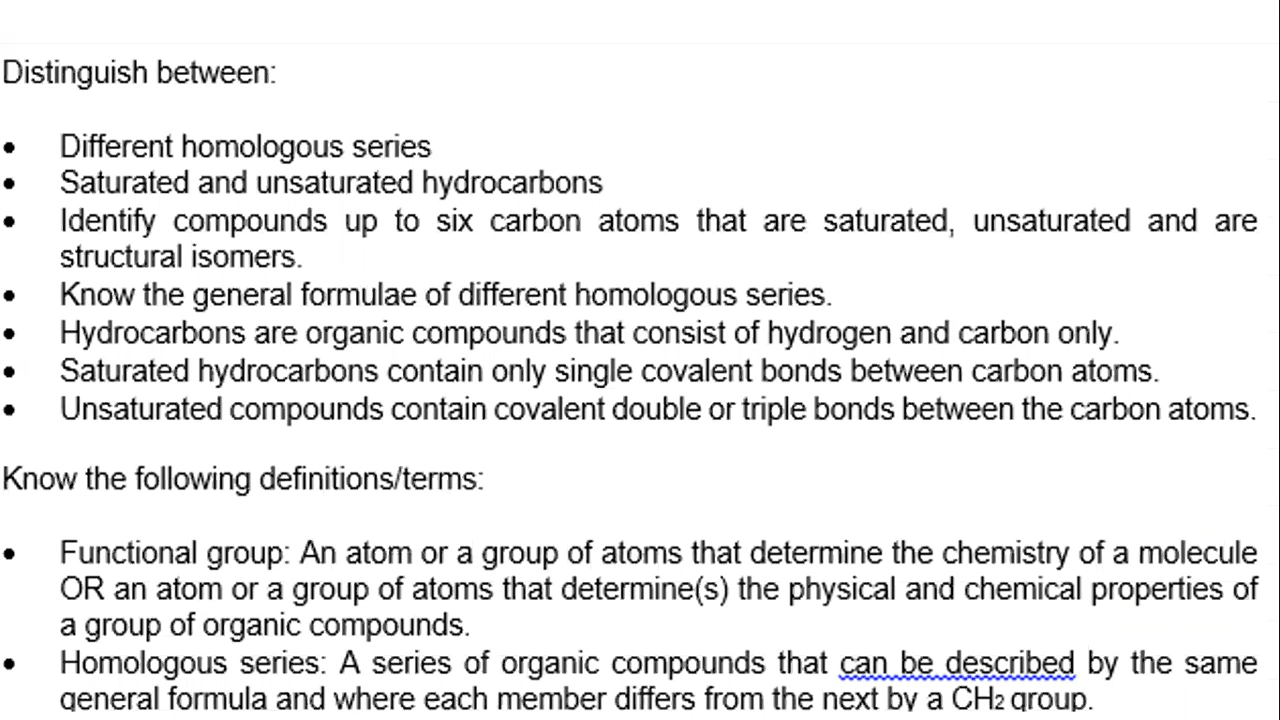 Distinguish between:
• Different homologous series
• Saturated and unsaturated hydrocarbons
• Identify compounds up to six carbon atoms that are saturated, unsaturated and are
structural isomers.
• Know the general formulae of different homologous series.
• Hydrocarbons are organic compounds that consist of hydrogen and carbon only.
• Saturated hydrocarbons contain only single covalent bonds between carbon atoms.
• Unsaturated compounds contain covalent double or triple bonds between the carbon atoms.
Know the following definitions/terms:
• Functional group: An atom or a group of atoms that determine the chemistry of a molecule
OR an atom or a group of atoms that determine(s) the physical and chemical properties of
a group of organic compounds.
• Homologous series: A series of organic compounds that can be described by the same
general formula and where each member differs from the next by a CH₂ group.